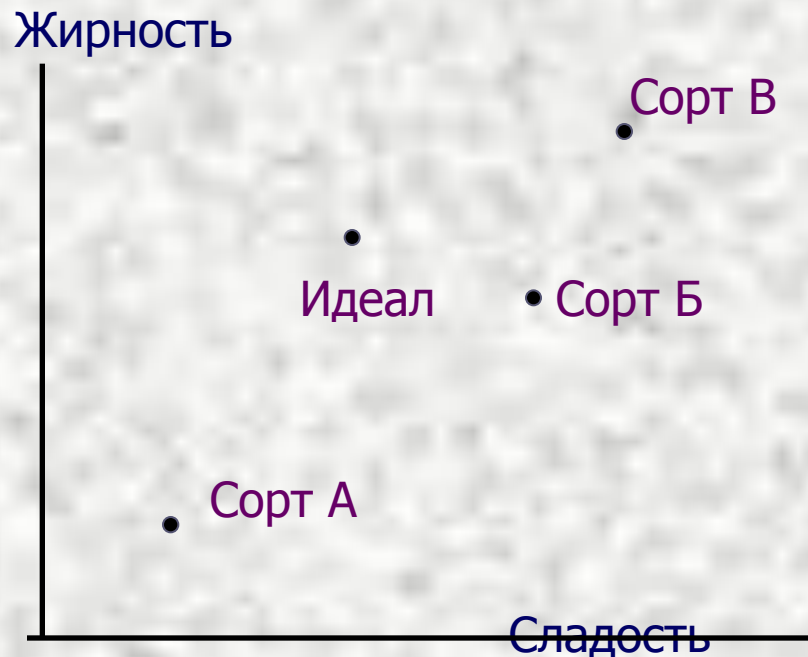 Жирность
Сорт В
Идеал
Сорт Б
Сорт А
Сладость